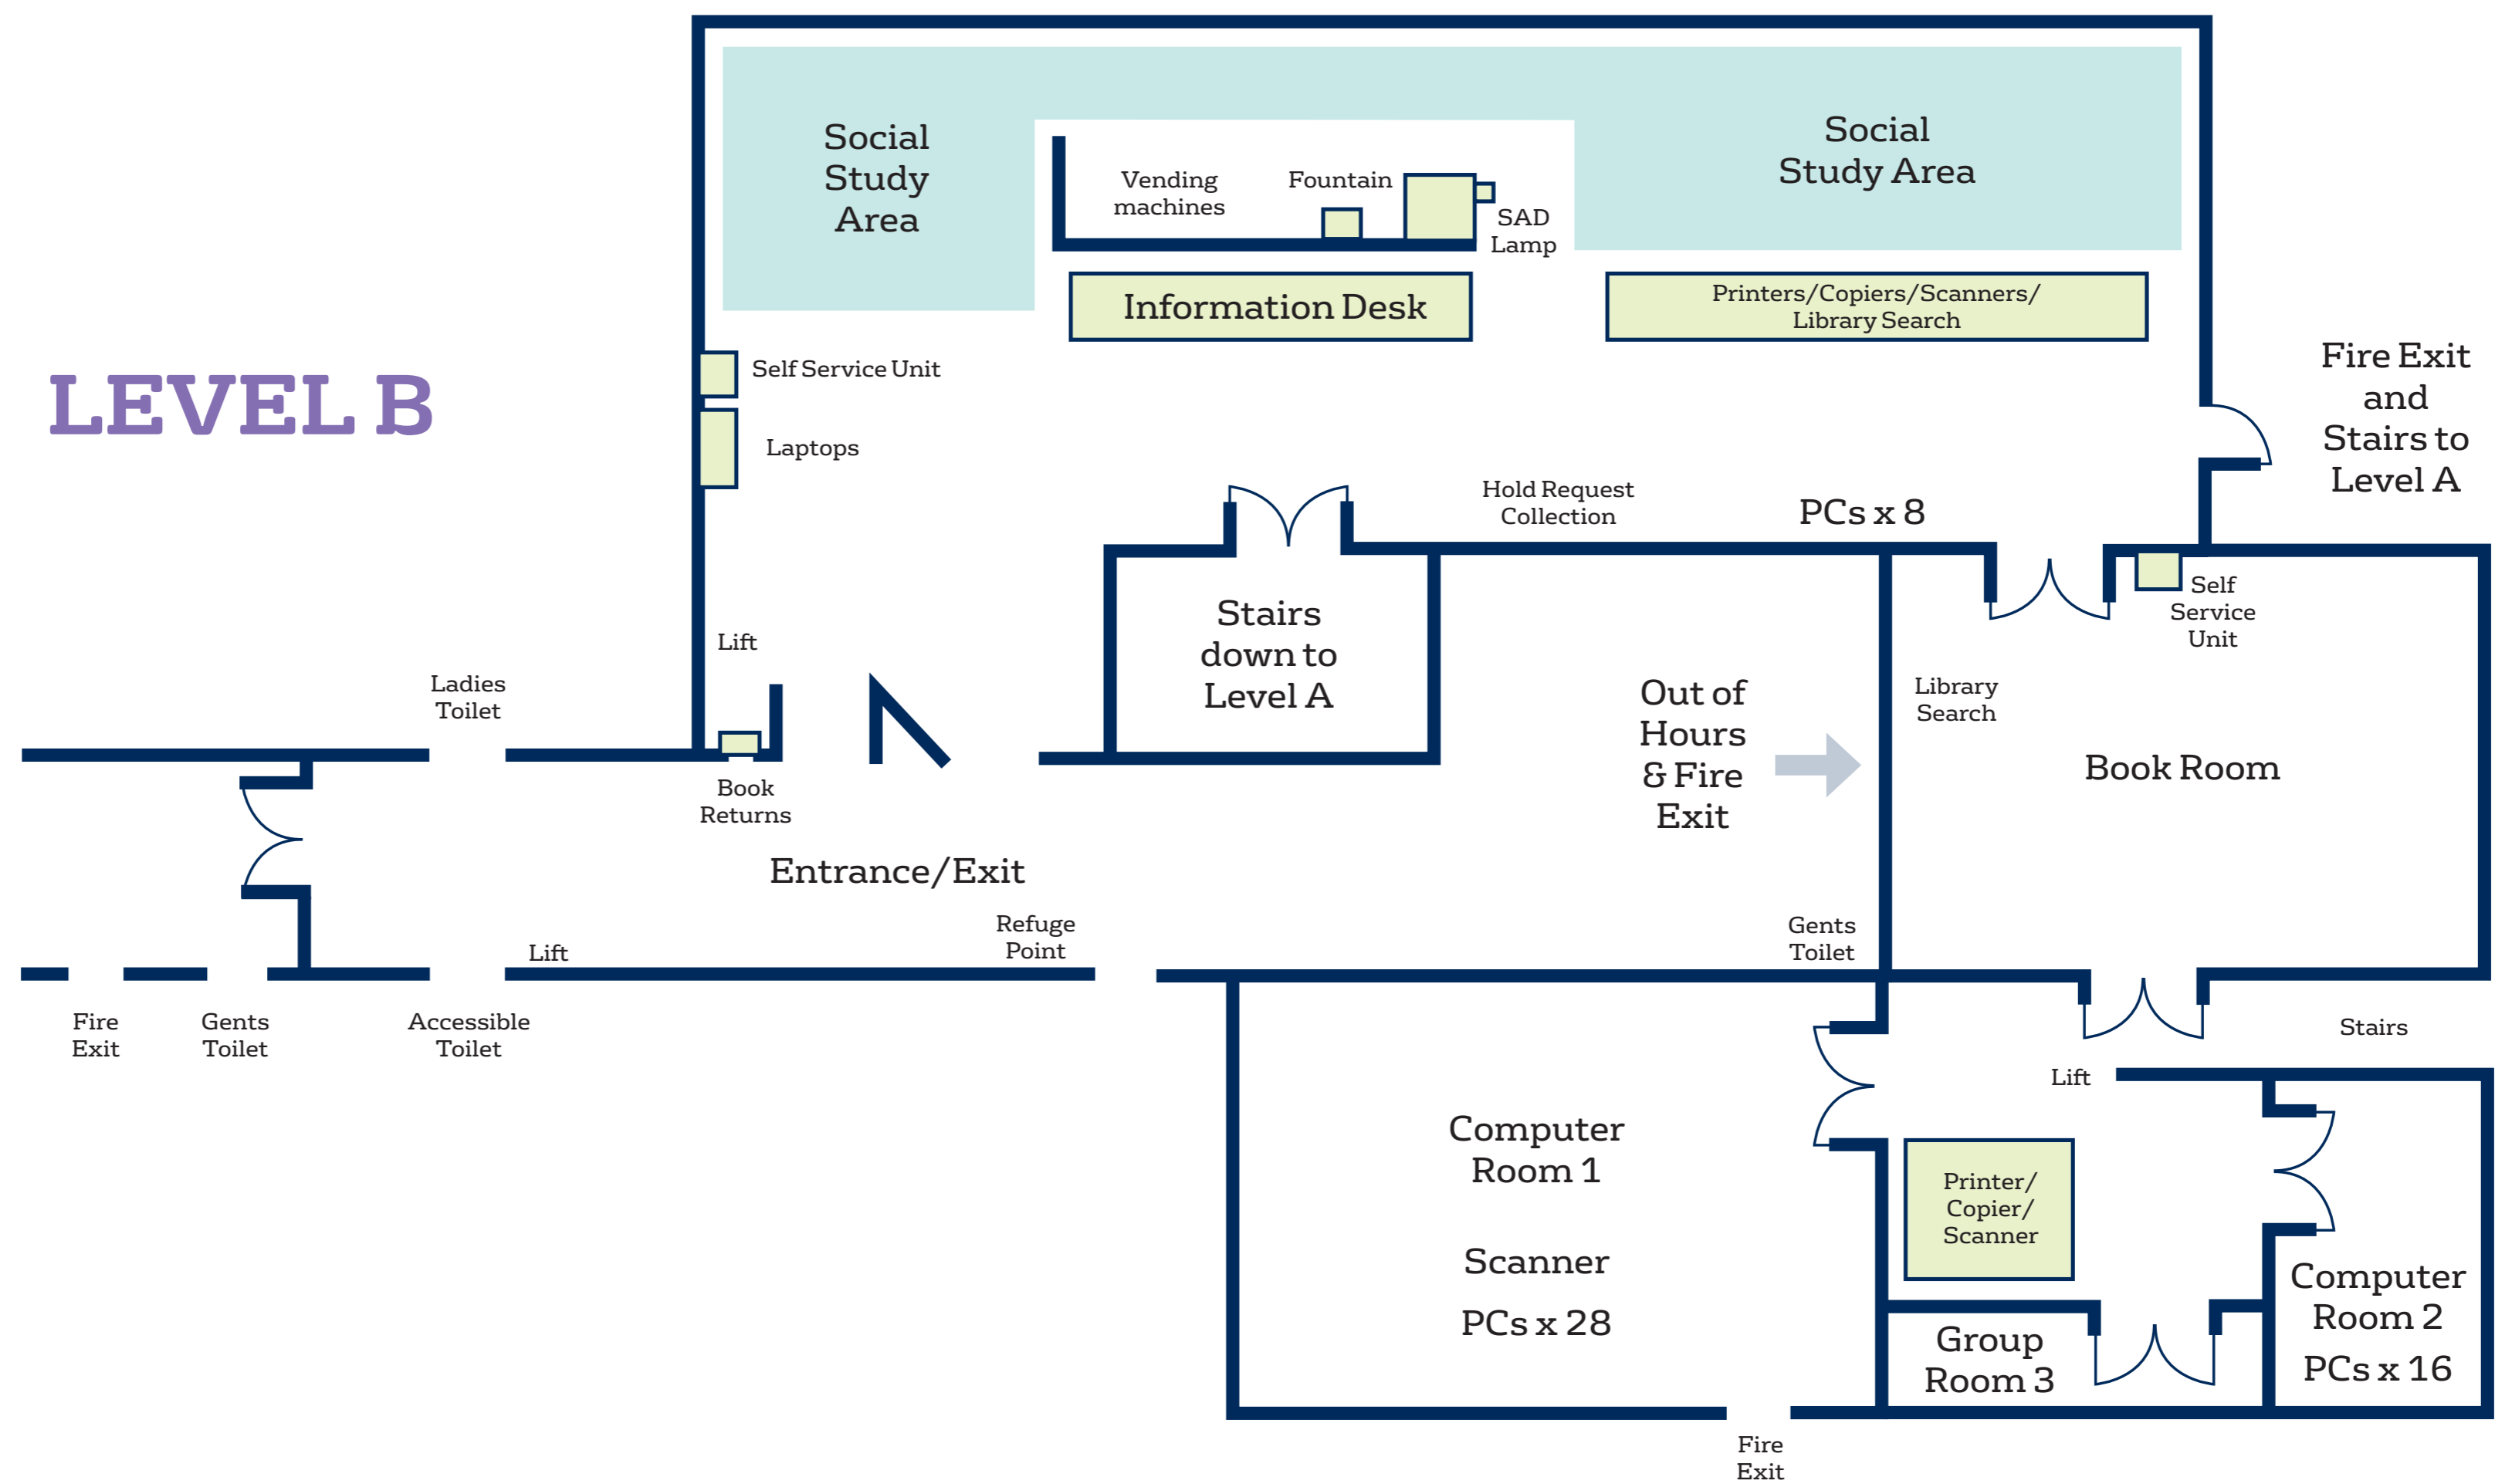 LEVEL B
Social
Study
Area
Vending
machines
Fountain
SAD
Lamp
Social
Study Area
Information Desk
Printers/Copiers/Scanners/
Library Search
Self Service Unit
Laptops
Fire Exit
and
Stairs to
Level A
Hold Request
Collection
PCs x 8
Stairs
down to
Level A
Self
Service
Unit
Lift
Ladies
Toilet
Out of
Hours
& Fire
Exit
Library
Search
Book Room
Book
Returns
Entrance/Exit
Refuge
Point
Lift
Gents
Toilet
Fire
Exit
Gents
Toilet
Accessible
Toilet
Stairs
Lift
Computer
Room 1
Scanner
PCs x 28
Printer/
Copier/
Scanner
Computer
Room 2
PCs x 16
Group
Room 3
Fire
Exit